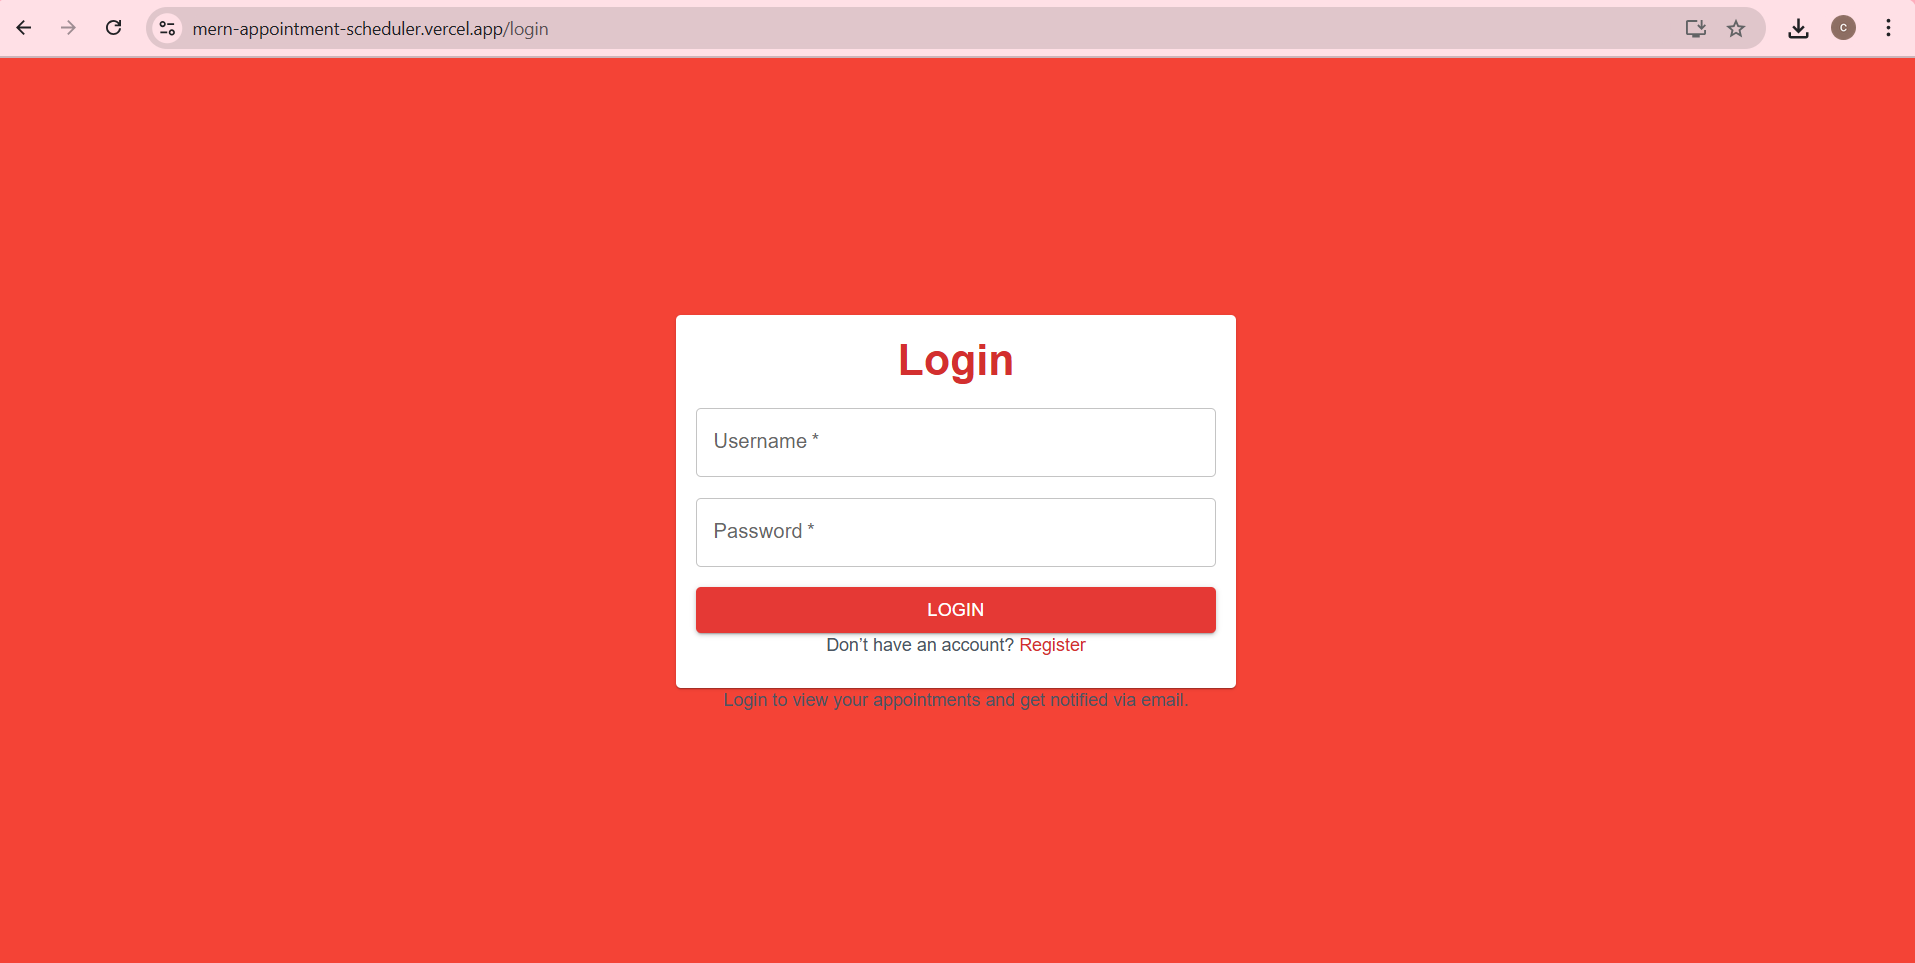 mern-appointment-scheduler.vercel.app/login
c
Login
Username *
Password *
LOGIN
Don’t have an account? Register
Login to view your appointments and get notified via email.